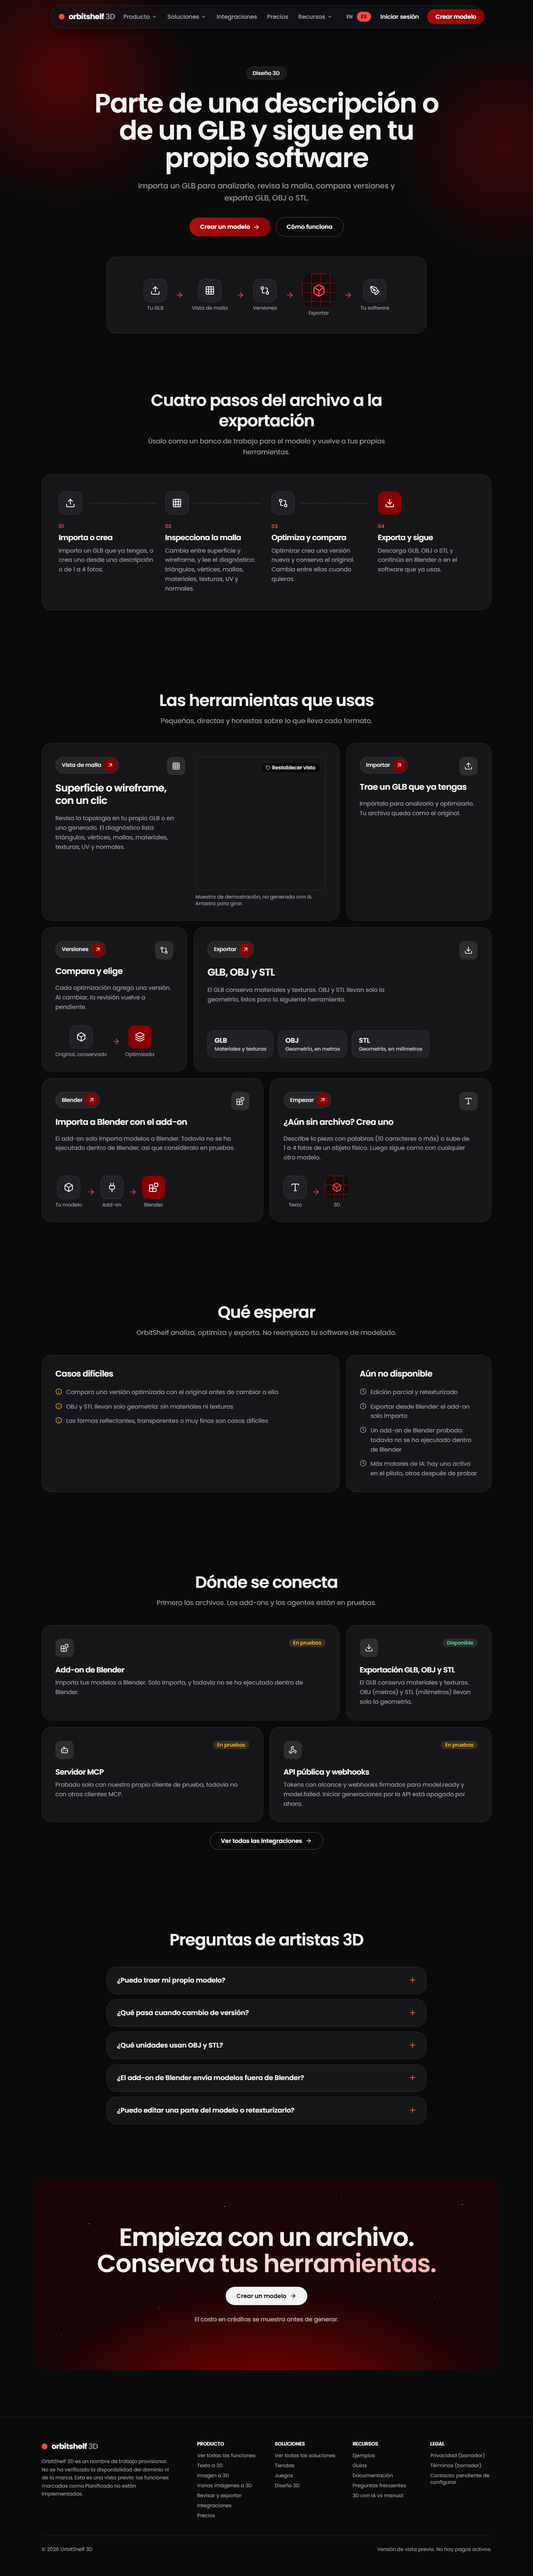 orbitshelf 3D Producto Soluciones Integraciones Precios Recursos EN ES Iniciar sesión Crear modelo
Diseño 3D
Parte de una descripción o
de un GLB y sigue en tu
propio software
Importa un GLB para analizarlo, revisa la malla, compara versiones y
exporta GLB, OBJ o STL.
Crear un modelo
Cómo funciona
Tu GLB
Vista de malla
Versiones
Exportar
Tu software
Cuatro pasos del archivo a la
exportación
Úsalo como un banco de trabajo para el modelo y vuelve a tus propias
herramientas.
01
Importa o crea
Importa un GLB que ya tengas, o
crea uno desde una descripción
o de 1 a 4 fotos.
02
Inspecciona la malla
Cambia entre superficie y
wireframe, y lee el diagnóstico:
triángulos, vértices, mallas,
materiales, texturas, UV y
normales.
03
Optimiza y compara
Optimizar crea una versión
nueva y conserva el original.
Cambia entre ellas cuando
quieras.
04
Exporta y sigue
Descarga GLB, OBJ o STL y
continúa en Blender o en el
software que ya usas.
Las herramientas que usas
Pequeñas, directas y honestas sobre lo que lleva cada formato.
Vista de malla
Superficie o wireframe,
con un clic
Revisa la topología en tu propio GLB o en
uno generado. El diagnóstico lista
triángulos, vértices, mallas, materiales,
texturas, UV y normales.
Restablecer vista
Muestra de demostración, no generada con IA.
Arrastra para girar.
Importar
Trae un GLB que ya tengas
Impórtalo para analizarlo y optimizarlo.
Tu archivo queda como el original.
Versiones
Compara y elige
Cada optimización agrega una versión.
Al cambiar, la revisión vuelve a
pendiente.
Original, conservado
Optimizada
Exportar
GLB, OBJ y STL
El GLB conserva materiales y texturas. OBJ y STL llevan solo la
geometría, listos para la siguiente herramienta.
GLB
Materiales y texturas
OBJ
Geometría, en metros
STL
Geometría, en milímetros
Blender
Importa a Blender con el add-on
El add-on solo importa modelos a Blender. Todavía no se ha
ejecutado dentro de Blender, así que considéralo en pruebas.
Tu modelo
Add-on
Blender
Empezar
¿Aún sin archivo? Crea uno
Describe la pieza con palabras (10 caracteres o más) o sube de
1 a 4 fotos de un objeto físico. Luego sigue como con cualquier
otro modelo.
Texto
3D
Qué esperar
OrbitShelf analiza, optimiza y exporta. No reemplaza tu software de modelado.
Casos difíciles
Compara una versión optimizada con el original antes de cambiar a ella
OBJ y STL llevan solo geometría: sin materiales ni texturas
Las formas reflectantes, transparentes o muy finas son casos difíciles
Aún no disponible
Edición parcial y retexturizado
Exportar desde Blender: el add-on
solo importa
Un add-on de Blender probado:
todavía no se ha ejecutado dentro
de Blender
Más motores de IA: hay uno activo
en el piloto, otros después de probar
Dónde se conecta
Primero los archivos. Los add-ons y los agentes están en pruebas.
En pruebas
Add-on de Blender
Importa tus modelos a Blender. Solo importa, y todavía no se ha ejecutado dentro de
Blender.
Disponible
Exportación GLB, OBJ y STL
El GLB conserva materiales y texturas.
OBJ (metros) y STL (milímetros) llevan
solo la geometría.
En pruebas
Servidor MCP
Probado solo con nuestro propio cliente de prueba, todavía no
con otros clientes MCP.
En pruebas
API pública y webhooks
Tokens con alcance y webhooks firmados para model.ready y
model.failed. Iniciar generaciones por la API está apagado por
ahora.
Ver todas las integraciones
Preguntas de artistas 3D
¿Puedo traer mi propio modelo?
¿Qué pasa cuando cambio de versión?
¿Qué unidades usan OBJ y STL?
¿El add-on de Blender envía modelos fuera de Blender?
¿Puedo editar una parte del modelo o retexturizarlo?
Empieza con un archivo.
Conserva tus herramientas.
Crear un modelo
El costo en créditos se muestra antes de generar.
orbitshelf 3D
OrbitShelf 3D es un nombre de trabajo provisional.
No se ha verificado la disponibilidad del dominio ni
de la marca. Esta es una vista previa: las funciones
marcadas como Planificado no están
implementadas.
PRODUCTO
Ver todas las funciones
Texto a 3D
Imagen a 3D
Varias imágenes a 3D
Revisar y exportar
Integraciones
Precios
SOLUCIONES
Ver todas las soluciones
Tiendas
Juegos
Diseño 3D
RECURSOS
Ejemplos
Guías
Documentación
Preguntas frecuentes
3D con IA vs manual
LEGAL
Privacidad (borrador)
Términos (borrador)
Contacto: pendiente de
configurar
© 2026 OrbitShelf 3D
Versión de vista previa. No hay pagos activos.